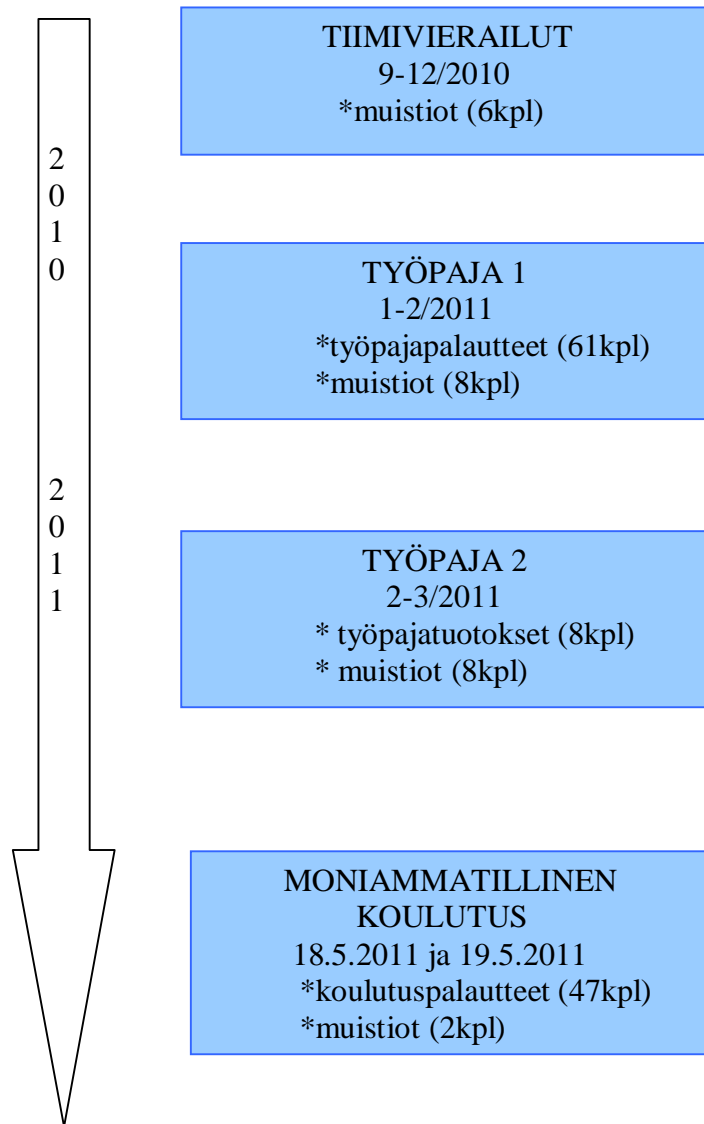 TIIMIVIERAILUT
9-12/2010
*muistiot (6kpl)
2
0
1
0
TYÖPAJA 1
1-2/2011
*työpajapalautteet (61kpl)
*muistiot (8kpl)
2
0
1
1
TYÖPAJA 2
2-3/2011
* työpajatuotokset (8kpl)
* muistiot (8kpl)
MONIAMMATILLINEN
KOULUTUS
18.5.2011 ja 19.5.2011
*koulutuspalautteet (47kpl)
*muistiot (2kpl)